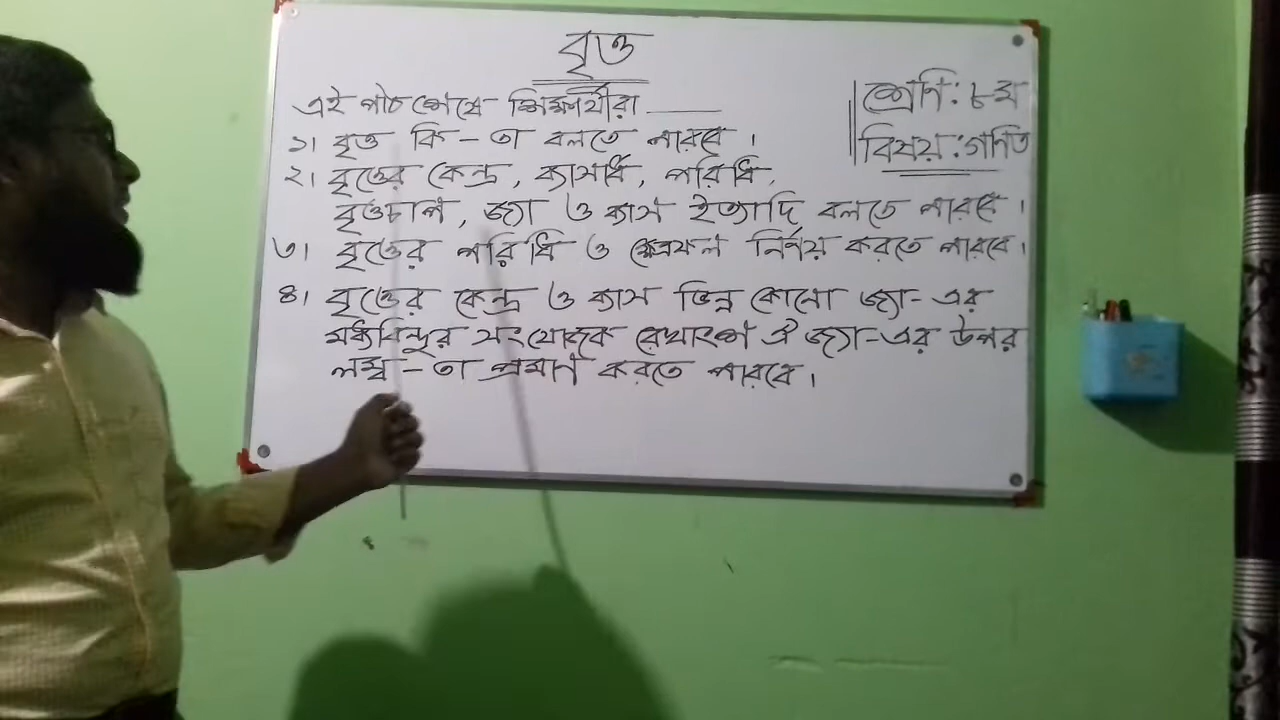 বৃত্ত
শ্রেণি: ৮ম
বিষয়: গণিত
এই পাঠ শেষে শিক্ষার্থীরা ——
১। বৃত্ত কি - তা বলতে পারবে।
২। বৃত্তের কেন্দ্র, ব্যাসার্ধ, পরিধি,
বৃত্তচাপ, জ্যা ও ব্যাস ইত্যাদি বলতে পারবে।
৩। বৃত্তের পরিধি ও ক্ষেত্রফল নির্ণয় করতে পারবে।
৪। বৃত্তের কেন্দ্র ও ব্যাস ভিন্ন কোনো জ্যা-এর
মধ্যবিন্দুর সংযোজক রেখাংশ ঐ জ্যা-এর উপর
লম্ব - তা প্রমাণ করতে পারবে।